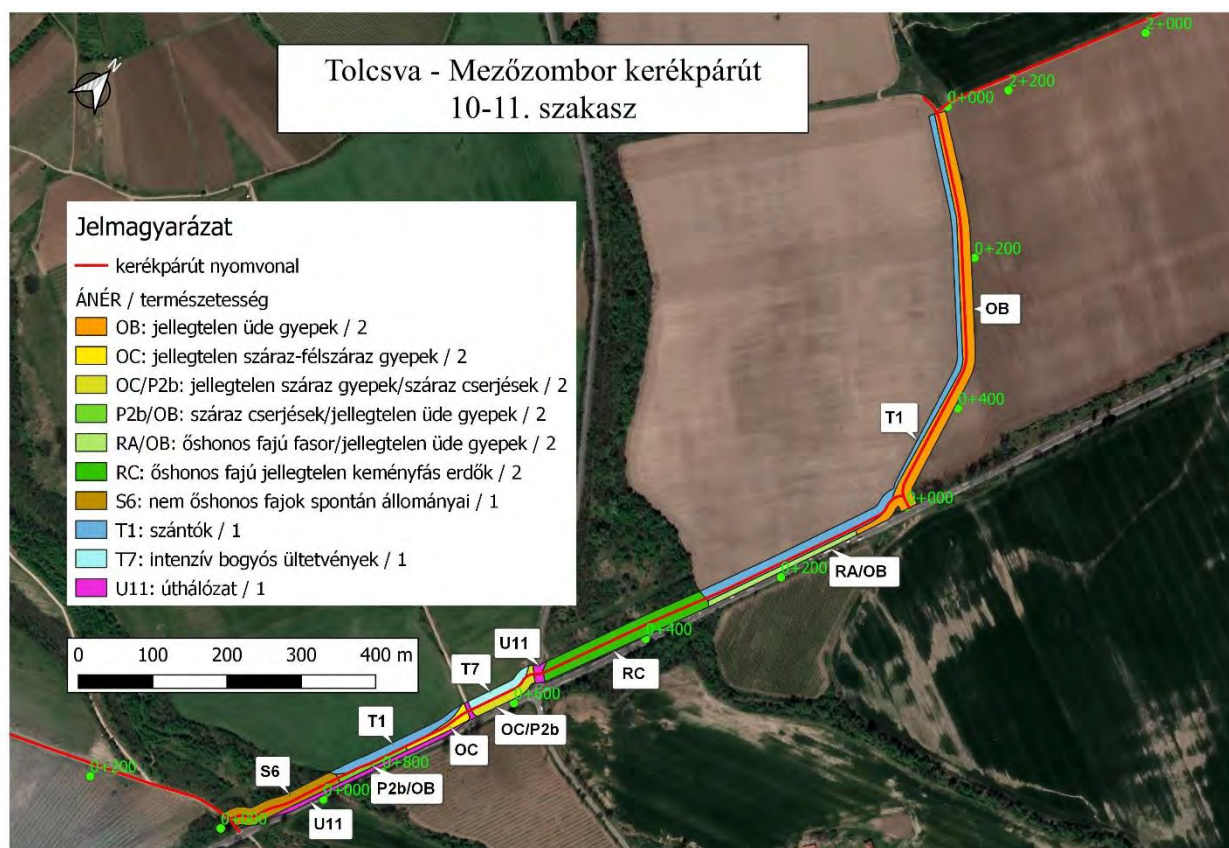 Tolcsva - Mezőzombor kerékpárút
10-11. szakasz
N
2+000
2+200
0+000
Jelmagyarázat
kerékpárút nyomvonal
ÁNÉR / természetesség
OB: jellegtelen üde gyepek / 2
OC: jellegtelen száraz-félszáraz gyepek / 2
OC/P2b: jellegtelen száraz gyepek/száraz cserjések / 2
P2b/OB: száraz cserjések/jellegtelen üde gyepek / 2
RA/OB: őshonos fajú fasor/jellegtelen üde gyepek / 2
RC: őshonos fajú jellegtelen keményfás erdők / 2
S6: nem őshonos fajok spontán állományai / 1
T1: szántók / 1
T7: intenzív bogyós ültetvények / 1
U11: úthálózat / 1
0 100 200 300 400 m
0+200
OB
0+400
T1
0+000
RA/OB
0+200
0+400
RC
U11
T7
0+600
OC/P2b
T1
OC
0+800
P2b/OB
S6
0+000
U11
0+200